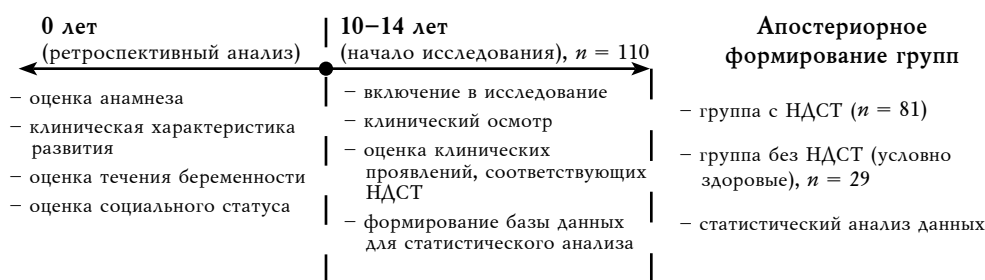 0 лет
(ретроспективный анализ)
– оценка анамнеза
– клиническая характеристика
развития
– оценка течения беременности
– оценка социального статуса
10–14 лет
(начало исследования), n = 110
– включение в исследование
– клинический осмотр
– оценка клинических
проявлений, соответствующих
НДСТ
– формирование базы данных
для статистического анализа
Апостериорное
формирование групп
– группа с НДСТ (n = 81)
– группа без НДСТ (условно
здоровые), n = 29
– статистический анализ данных